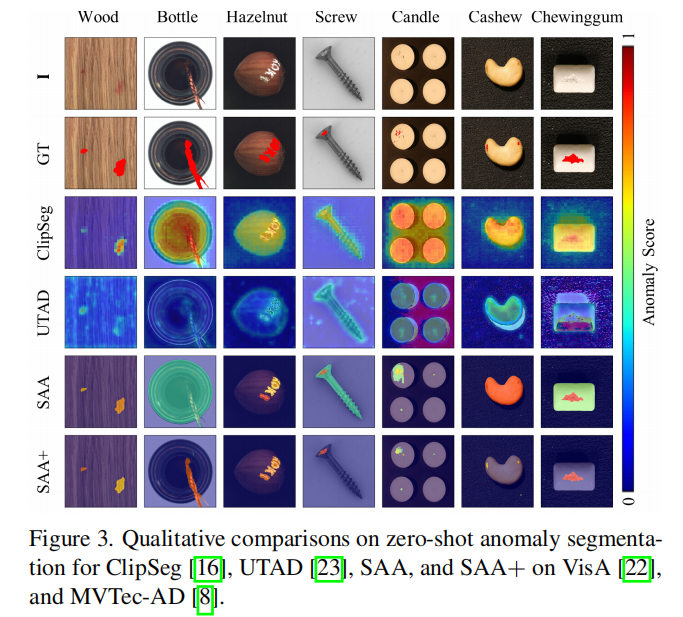 Wood Bottle Hazelnut Screw Candle Cashew Chewinggum
I
GT
ClipSeg
UTAD
SAA
SAA+
1
Anomaly Score
0
Figure 3. Qualitative comparisons on zero-shot anomaly segmenta-
tion for ClipSeg [16], UTAD [23], SAA, and SAA+ on VisA [22],
and MVTec-AD [8].